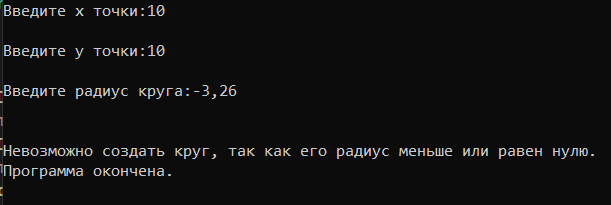 Введите x точки:10
Введите y точки:10
Введите радиус круга:-3,26
Невозможно создать круг, так как его радиус меньше или равен нулю.
Программа окончена.